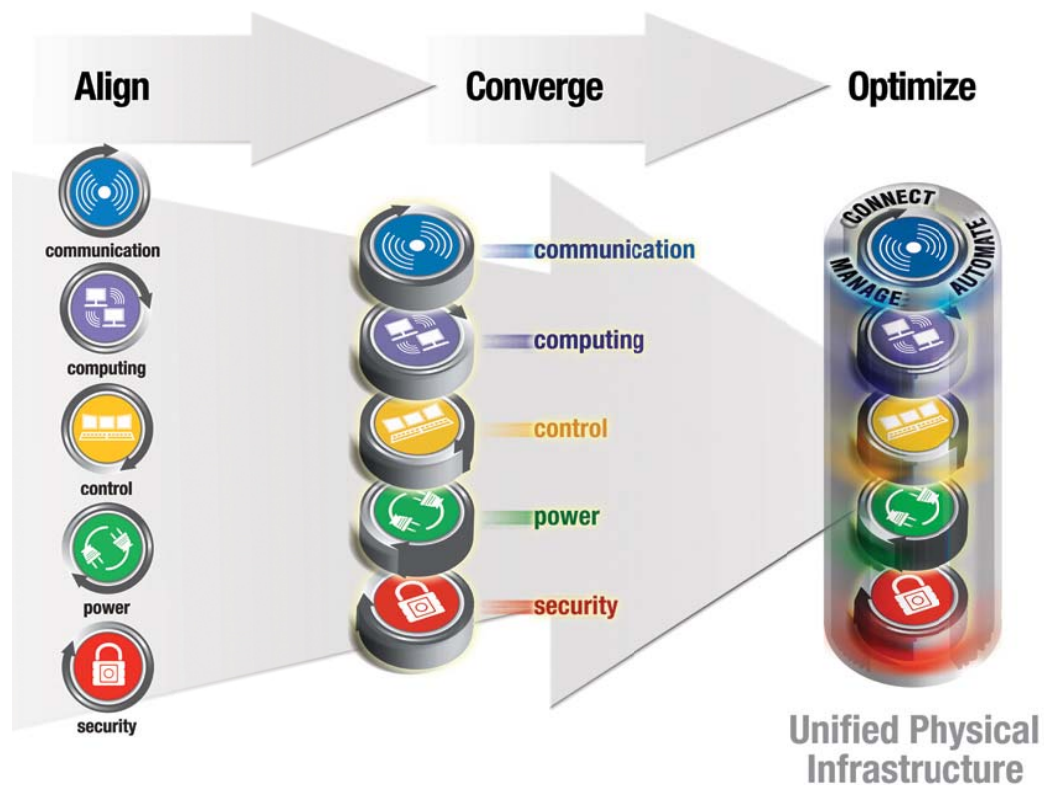 Align
Converge
Optimize
communication
computing
control
power
security
communication
computing
control
power
security
CONNECT
AUTOMATE
MANAGE
Unified Physical
Infrastructure